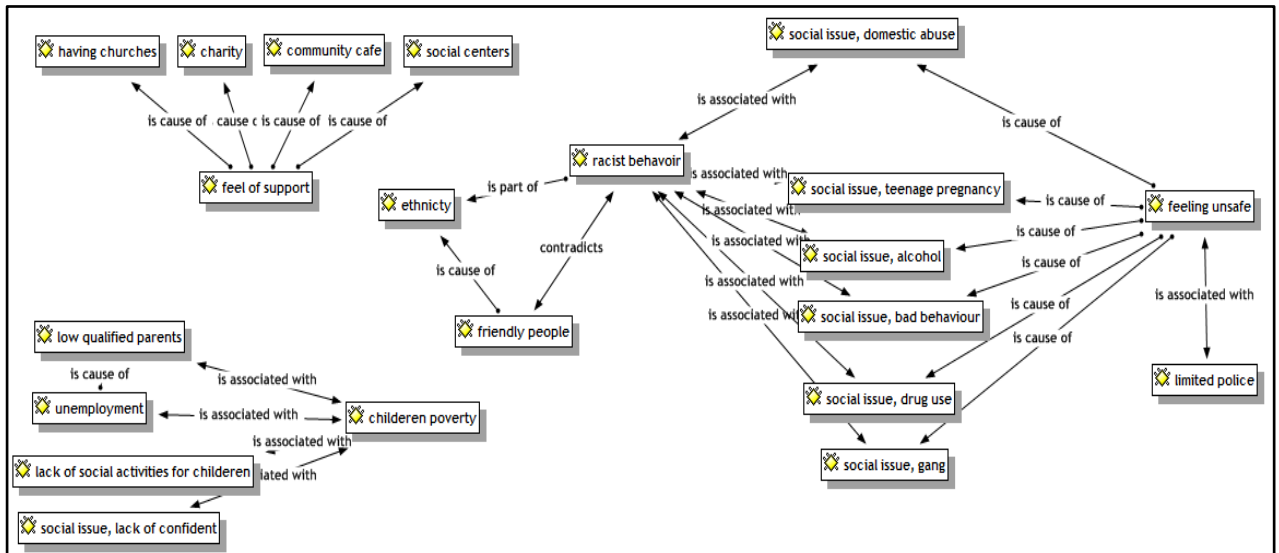 having churches
charity
community cafe
social centers
social issue, domestic abuse
is associated with
is cause of
is cause of
cause
is cause of
is cause of
racist behavoir
feel of support
is part of
is associated with
social issue, teenage pregnancy
feeling unsafe
ethnicty
is cause of
is associated with
is cause of
contradicts
social issue, alcohol
is associated with
is cause of
is cause of
is associated with
is associated with
is cause of
is associated with
social issue, bad behaviour
friendly people
is cause of
low qualified parents
is cause of
is associated with
limited police
unemployment
is associated with
childeren poverty
social issue, drug use
is associated with
lack of social activities for childeren
social issue, gang
ciated with
social issue, lack of confident